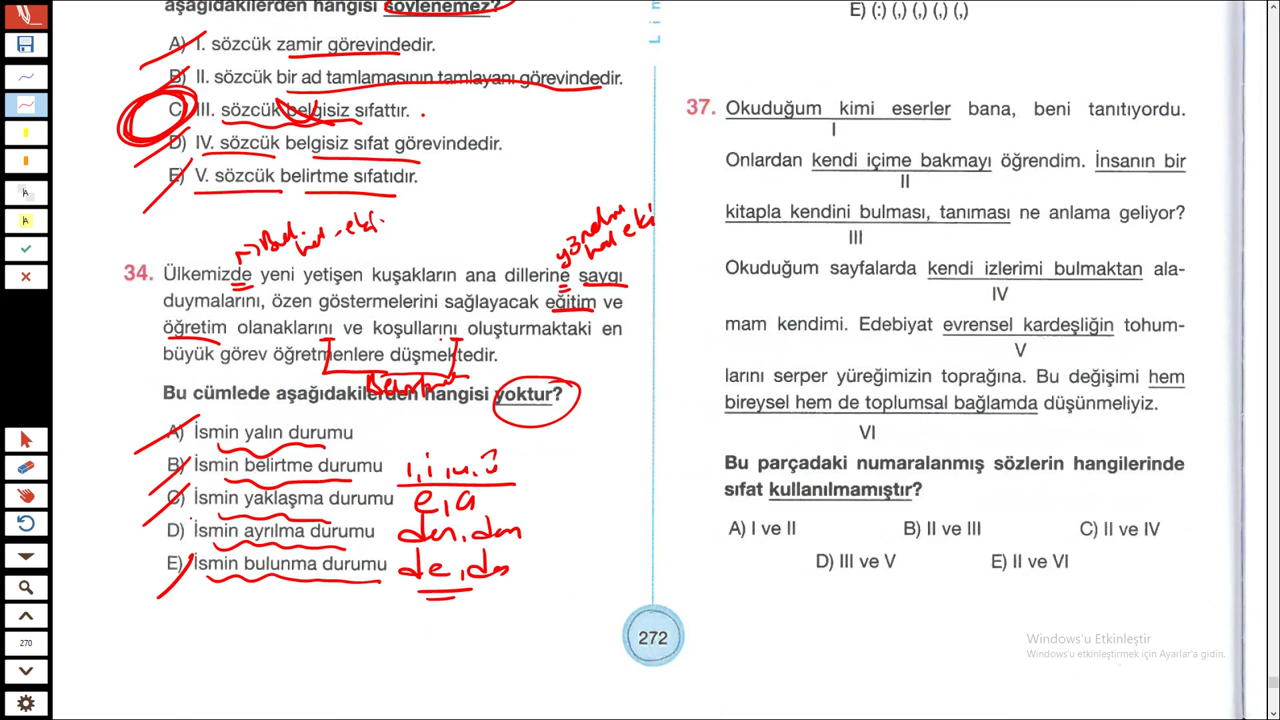 aşağıdakilerden hangisi söylenemez?
A) I. sözcük zamir görevindedir.
B) II. sözcük bir ad tamlamasının tamlayanı görevindedir.
C) III. sözcük belgisiz sıfattır.
D) IV. sözcük belgisiz sıfat görevindedir.
E) V. sözcük belirtme sıfatıdır.
hal eki
yönelme
hal eki
34. Ülkemizde yeni yetişen kuşakların ana dillerine saygı
duymalarını, özen göstermelerini sağlayacak eğitim ve
öğretim olanaklarını ve koşullarını oluşturmaktaki en
büyük görev öğretmenlere düşmektedir.
Belirtme
Bu cümlede aşağıdakilerden hangisi yoktur?
A) İsmin yalın durumu
B) İsmin belirtme durumu ı, i, u, ü
C) İsmin yaklaşma durumu e, a
D) İsmin ayrılma durumu den, dan
E) İsmin bulunma durumu de, da
Lim
272
E) (:) (,) (,) (,) (,)
37. Okuduğum kimi eserler bana, beni tanıtıyordu.
I
Onlardan kendi içime bakmayı öğrendim. İnsanın bir
II
kitapla kendini bulması, tanıması ne anlama geliyor?
III
Okuduğum sayfalarda kendi izlerimi bulmaktan ala-
IV
mam kendimi. Edebiyat evrensel kardeşliğin tohum-
V
larını serper yüreğimizin toprağına. Bu değişimi hem
bireysel hem de toplumsal bağlamda düşünmeliyiz.
VI
Bu parçadaki numaralanmış sözlerin hangilerinde
sıfat kullanılmamıştır?
A) I ve II B) II ve III C) II ve IV
D) III ve V E) II ve VI
Windows'u Etkinleştir
Windows'u etkinleştirmek için Ayarlar'a gidin.
A
A
270